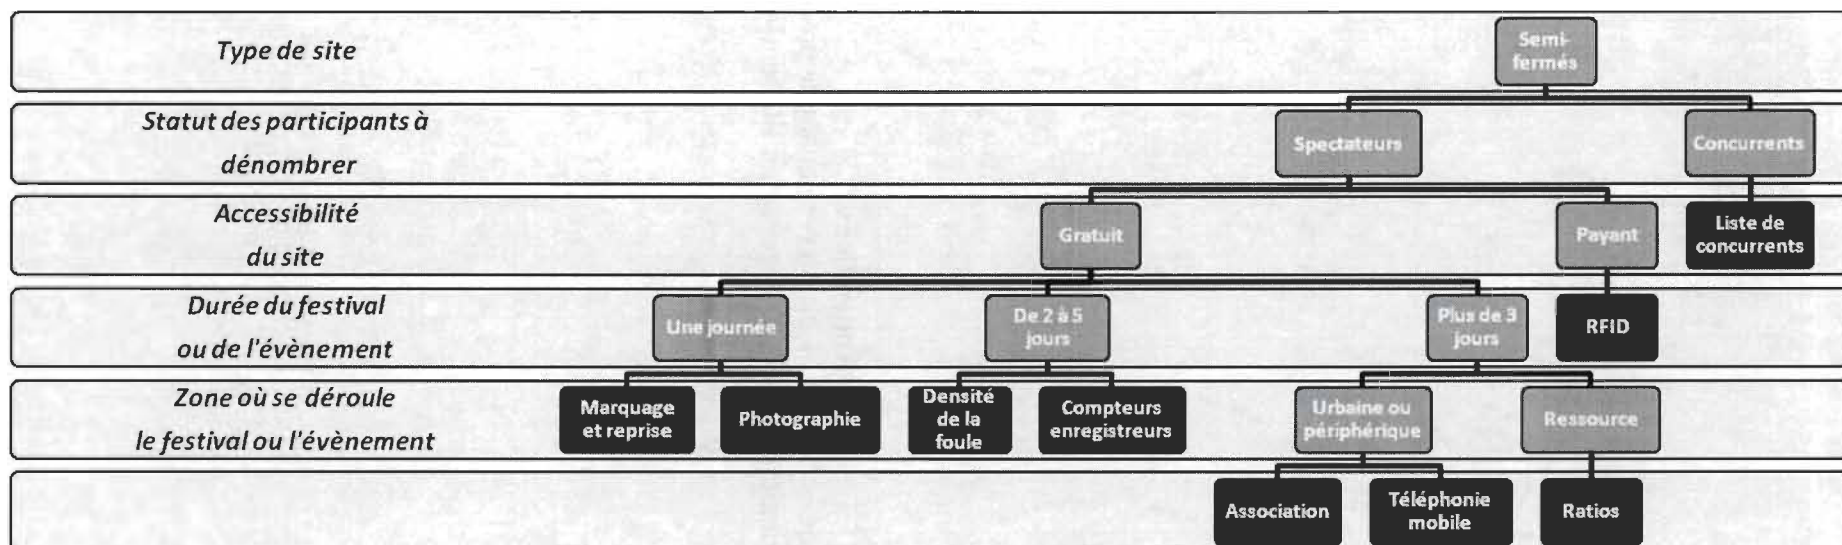 Type de site
Semi-
fermés
Statut des participants à
dénombrer
Spectateurs
Concurrents
Accessibilité
du site
Gratuit
Payant
Liste de
concurrents
Durée du festival
ou de l'évènement
Une journée
De 2 à 5
jours
Plus de 3
jours
RFID
Zone où se déroule
le festival ou l'évènement
Marquage
et reprise
Photographie
Densité
de la
foule
Compteurs
enregistreurs
Urbaine ou
périphérique
Ressource
Association
Téléphonie
mobile
Ratios